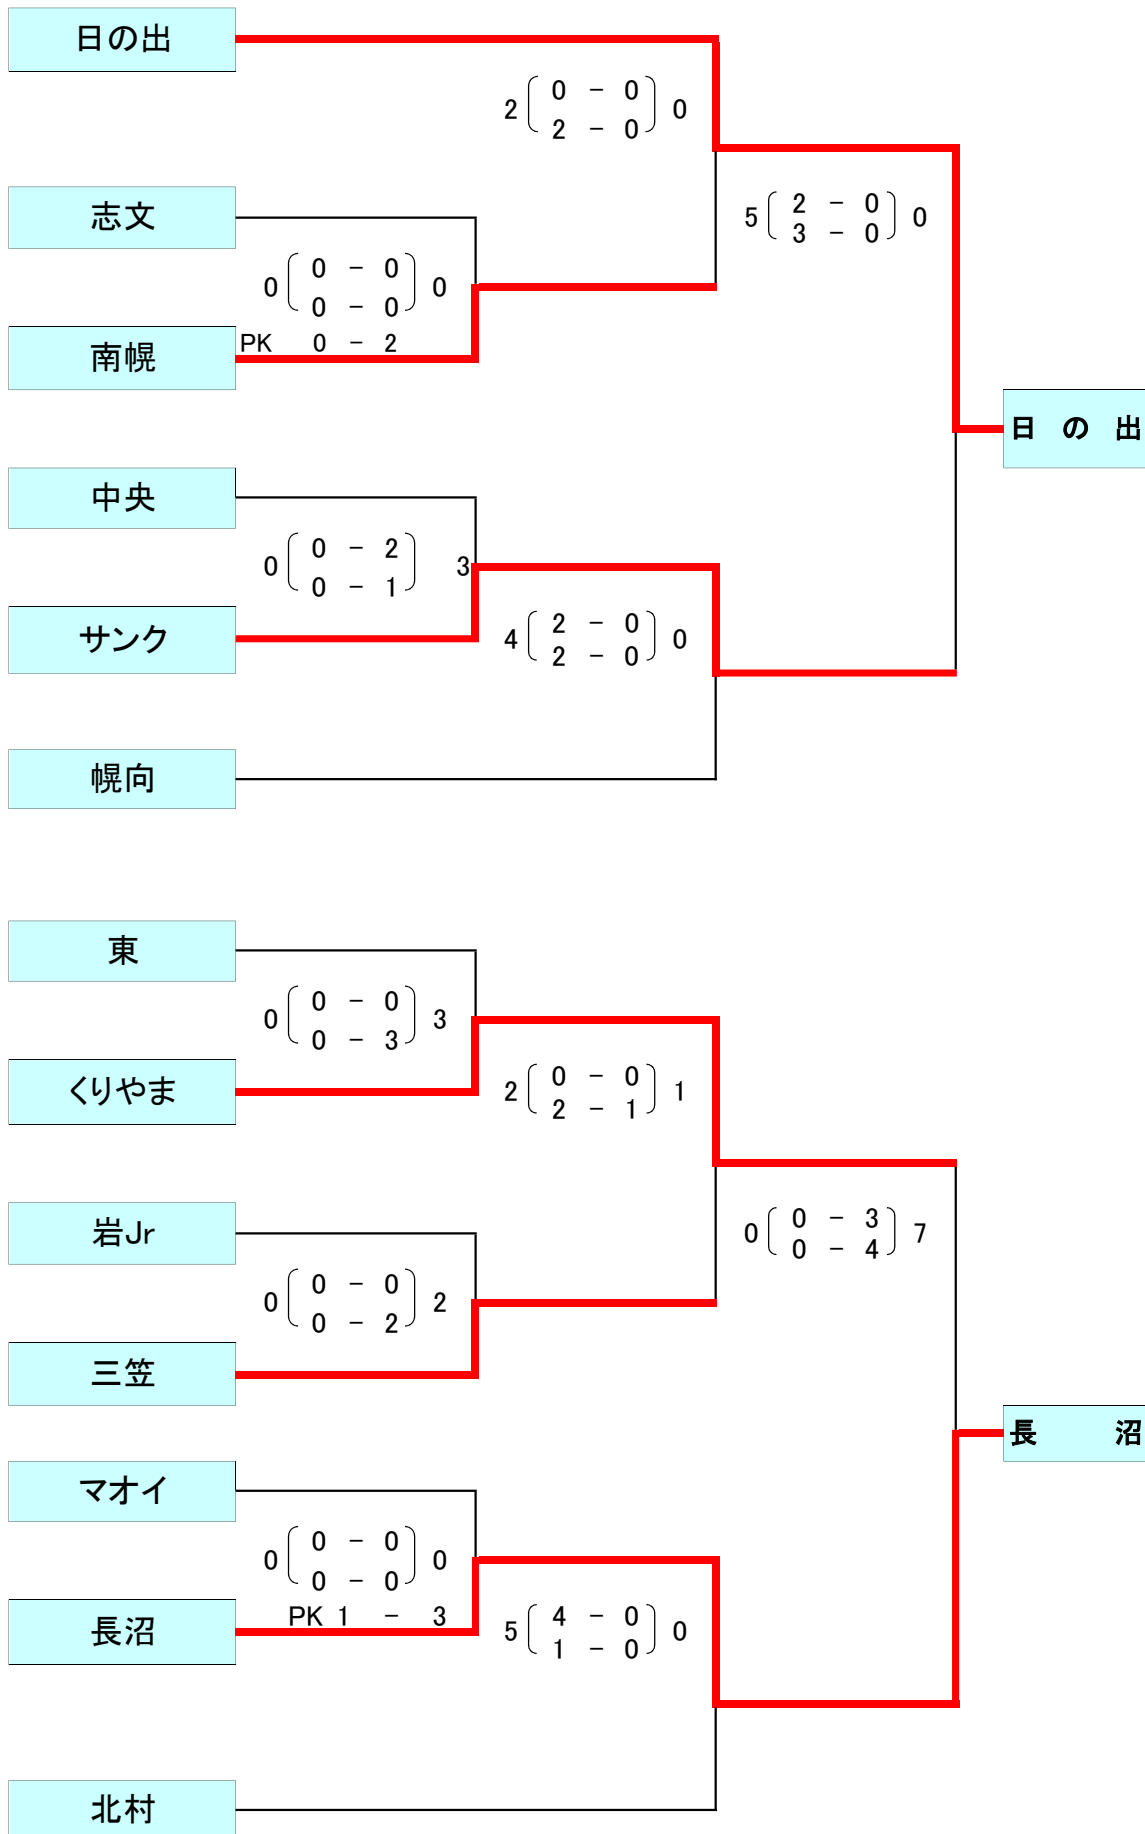 日の出
0 - 0
2 0
2 - 0
志文
2 - 0
5 0
3 - 0
0 - 0
0 0
0 - 0
南幌
PK 0 - 2
日 の 出
中央
0 - 2
0 3
0 - 1
サンク
2 - 0
4 0
2 - 0
幌向
東
0 - 0
0 3
0 - 3
くりやま
0 - 0
2 1
2 - 1
岩Jr
0 - 3
0 7
0 - 4
0 - 0
0 2
0 - 2
三笠
長 沼
マオイ
0 - 0
0 0
0 - 0
PK 1 - 3
長沼
4 - 0
5 0
1 - 0
北村